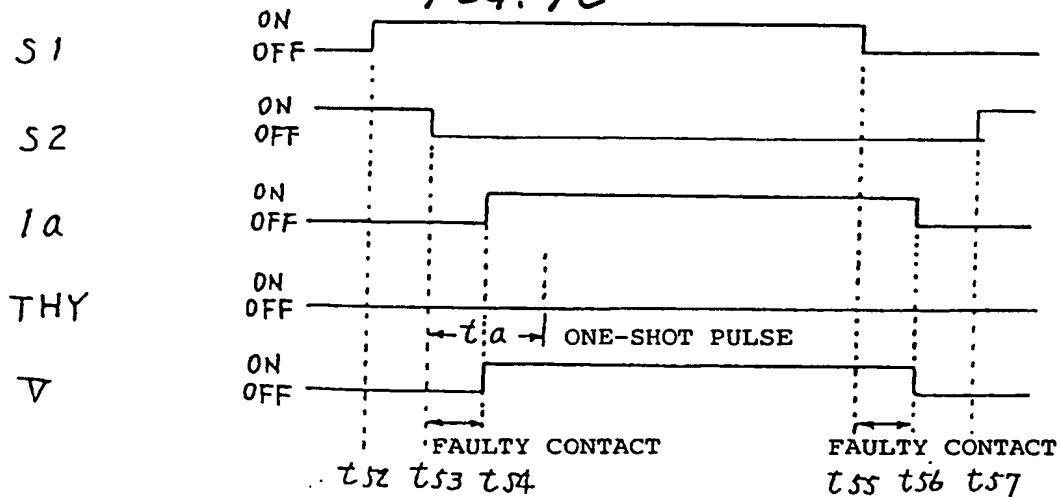 ON
S1 OFF
ON
S2 OFF
ON
1a OFF
ON
THY OFF
ta ONE-SHOT PULSE
ON
V OFF
FAULTY CONTACT FAULTY CONTACT
t52 t53 t54 t55 t56 t57